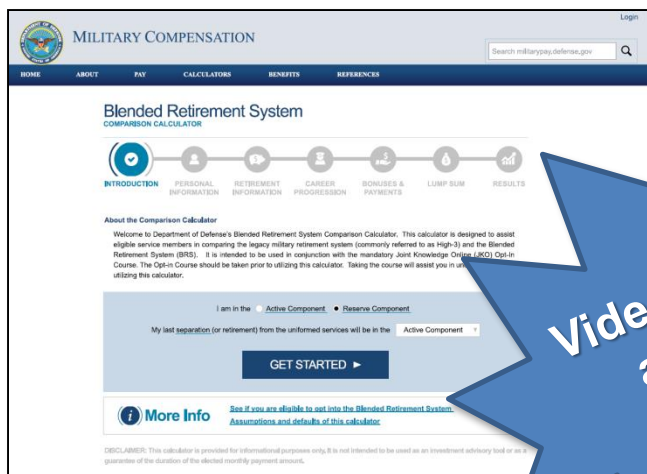 Login
MILITARY COMPENSATION
Search militarypay.defense.gov
HOME ABOUT PAY CALCULATORS BENEFITS REFERENCES
Blended Retirement System
COMPARISON CALCULATOR
INTRODUCTION PERSONAL INFORMATION RETIREMENT INFORMATION CAREER PROGRESSION BONUSES & PAYMENTS LUMP SUM RESULTS
About the Comparison Calculator
Welcome to Department of Defense's Blended Retirement System Comparison Calculator. This calculator is designed to assist
eligible service members in comparing the legacy military retirement system (commonly referred to as High-3) and the Blended
Retirement System (BRS). It is intended to be used in conjunction with the mandatory Joint Knowledge Online (JKO) Opt-In
Course. The Opt-in Course should be taken prior to utilizing this calculator. Taking the course will assist you in
utilizing this calculator.
I am in the Active Component Reserve Component
My last separation (or retirement) from the uniformed services will be in the Active Component
GET STARTED
More Info
See if you are eligible to opt into the Blended Retirement System
Assumptions and defaults of this calculator
DISCLAIMER: This calculator is provided for informational purposes only. It is not intended to be used as an investment advisory tool or as a
guarantee of the duration of the elected monthly payment amount.
Vide
a